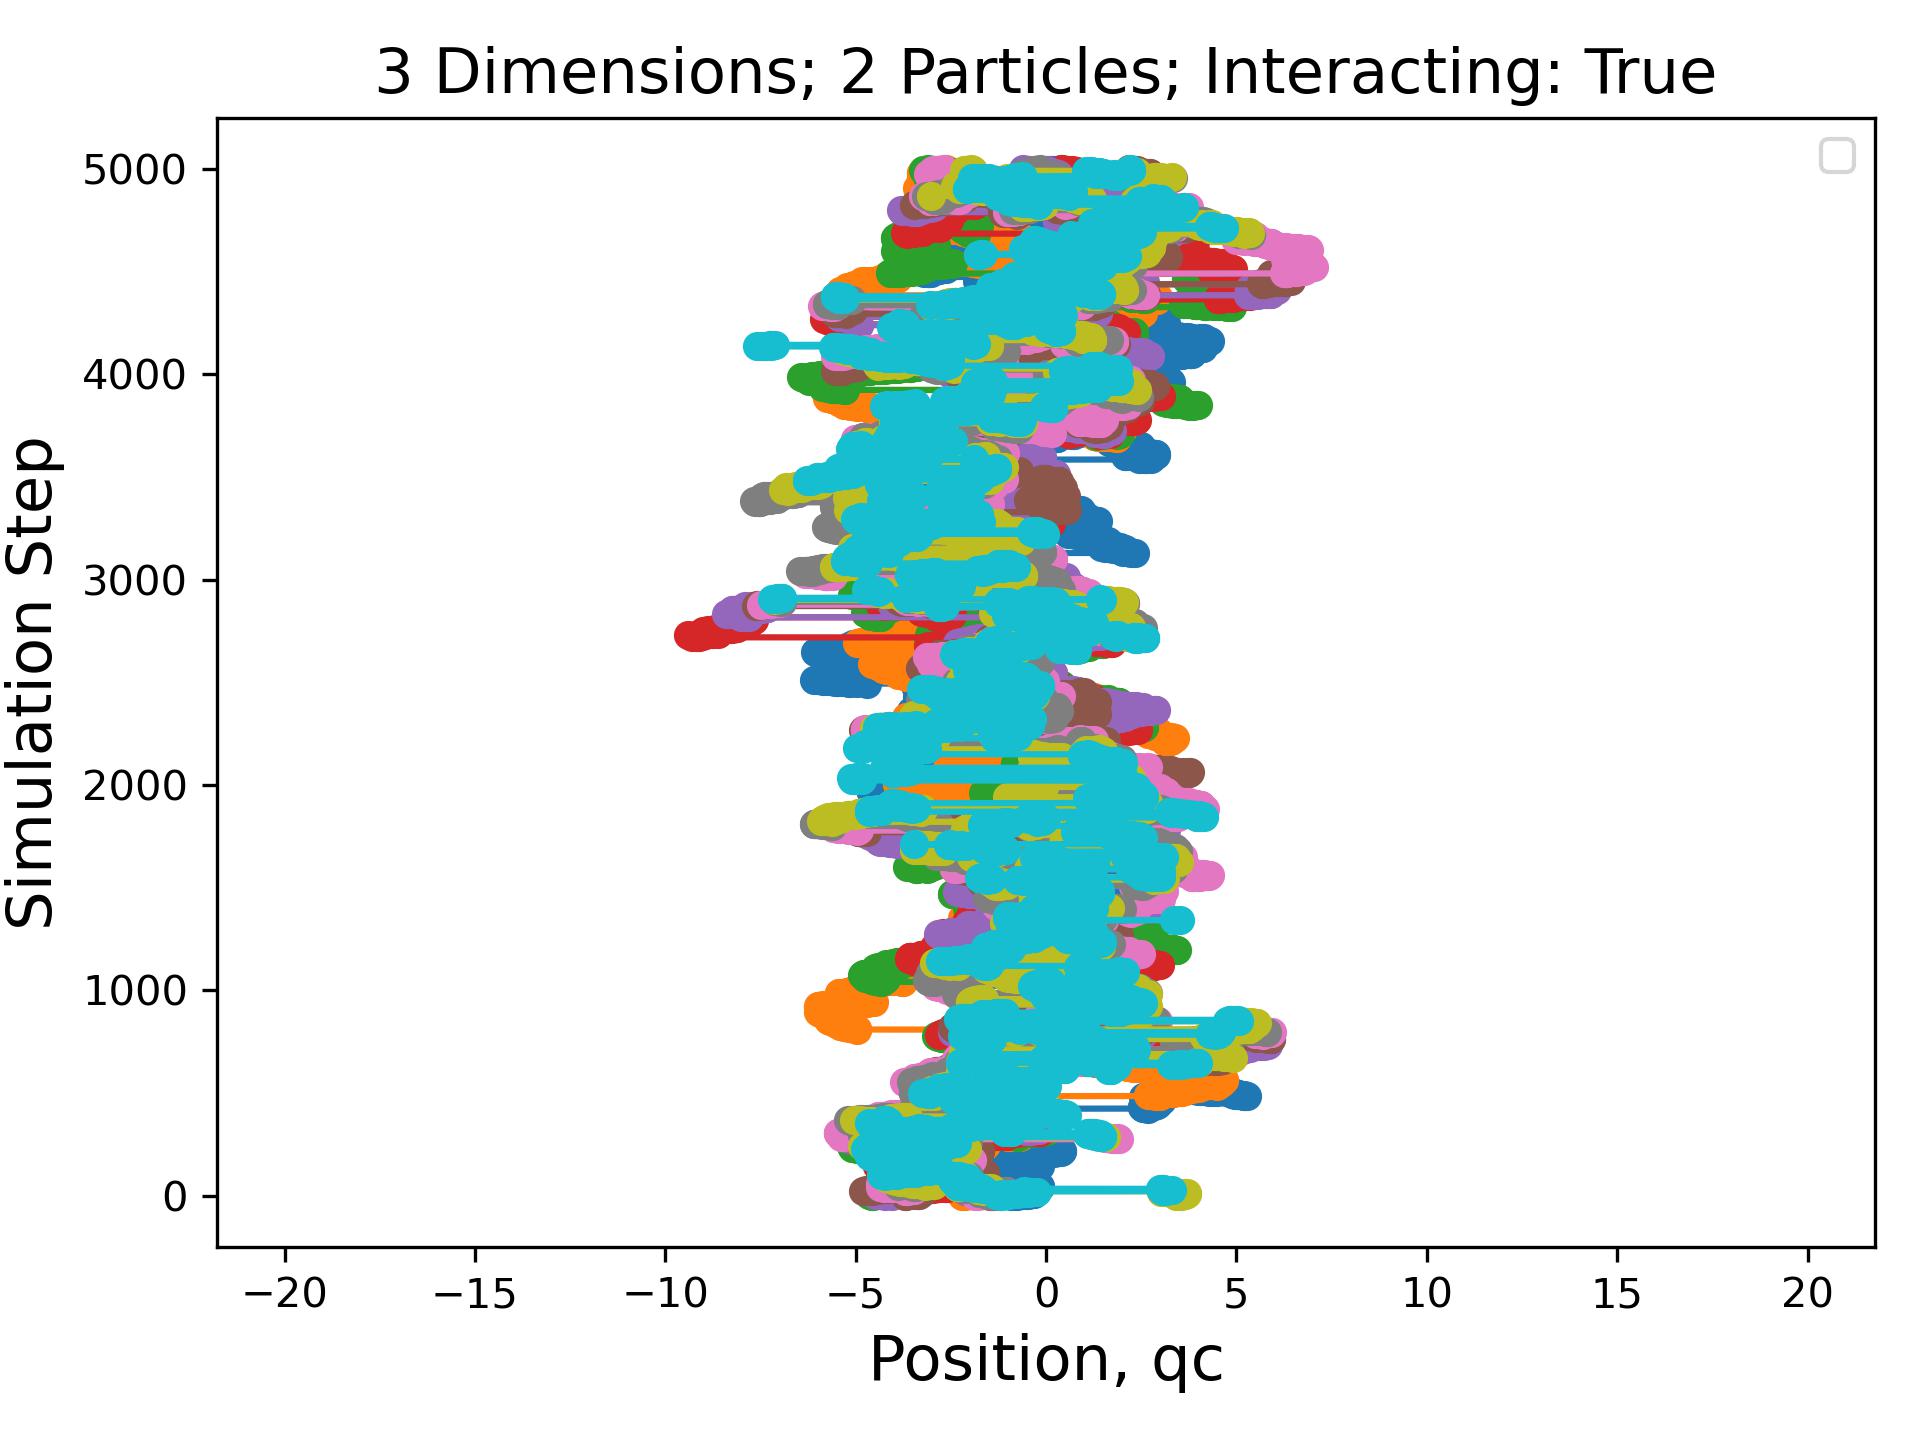 3 Dimensions; 2 Particles; Interacting: True
Simulation Step
5000
4000
3000
2000
1000
0
−20 −15 −10 −5 0 5 10 15 20
Position, qc